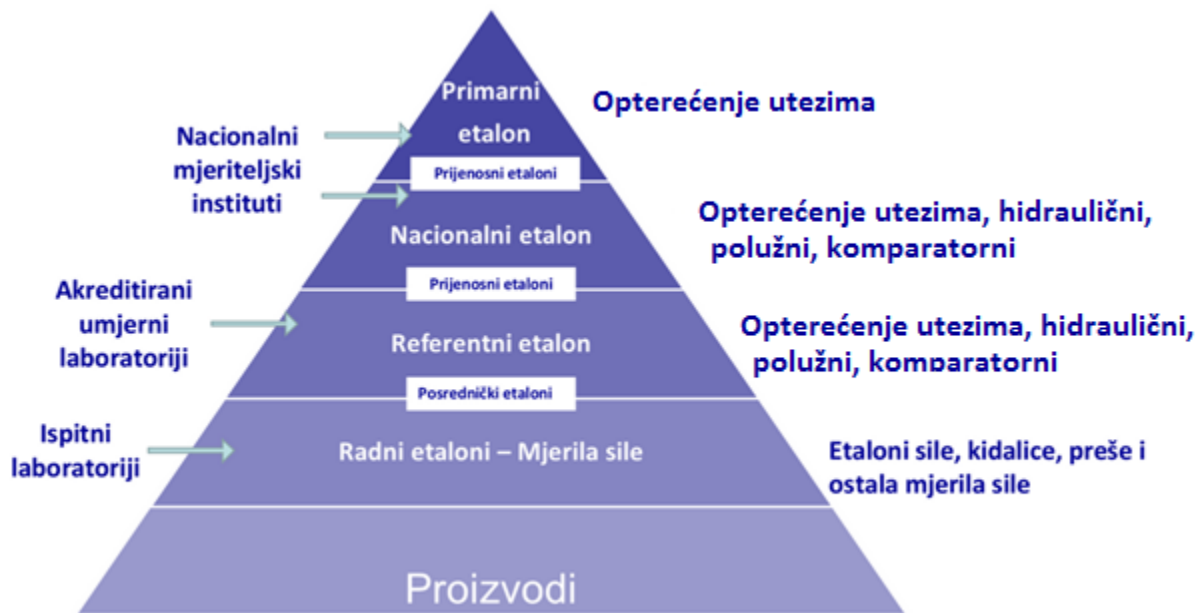 Primarni
etalon
Opterećenje utezima
Nacionalni
mjeriteljski
instituti
Prijenosni etaloni
Nacionalni etalon
Opterećenje utezima, hidraulični,
polužni, komparatorni
Prijenosni etaloni
Akreditirani
umjerni
laboratoriji
Referentni etalon
Opterećenje utezima, hidraulični,
polužni, komparatorni
Posrednički etaloni
Ispitni
laboratoriji
Radni etaloni – Mjerila sile
Etaloni sile, kidalice, preše i
ostala mjerila sile
Proizvodi